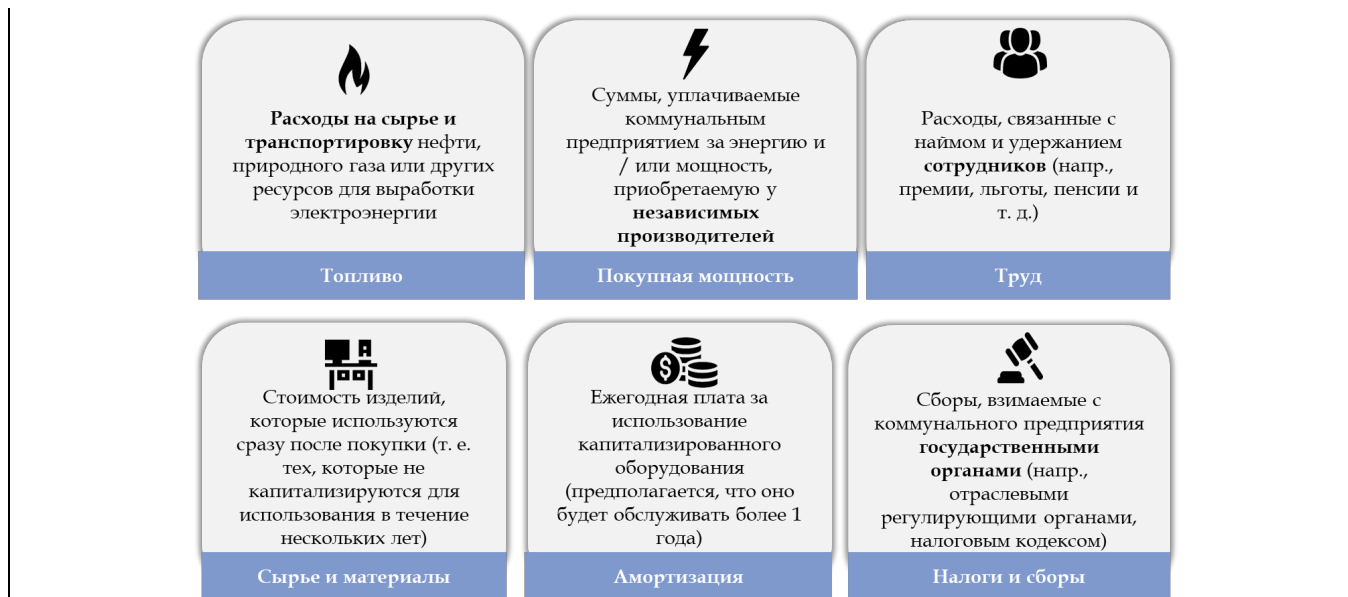 Расходы на сырье и
транспортировку нефти,
природного газа или других
ресурсов для выработки
электроэнергии
Топливо
Суммы, уплачиваемые
коммунальным
предприятием за энергию и
/ или мощность,
приобретаемую у
независимых
производителей
Покупная мощность
Расходы, связанные с
наймом и удержанием
сотрудников (напр.,
премии, льготы, пенсии и
т. д.)
Труд
Стоимость изделий,
которые используются
сразу после покупки (т. е.
тех, которые не
капитализируются для
использования в течение
нескольких лет)
Сырье и материалы
Ежегодная плата за
использование
капитализированного
оборудования
(предполагается, что оно
будет обслуживать более 1
года)
Амортизация
Сборы, взимаемые с
коммунального предприятия
государственными
органами (напр.,
отраслевыми
регулирующими органами,
налоговым кодексом)
Налоги и сборы